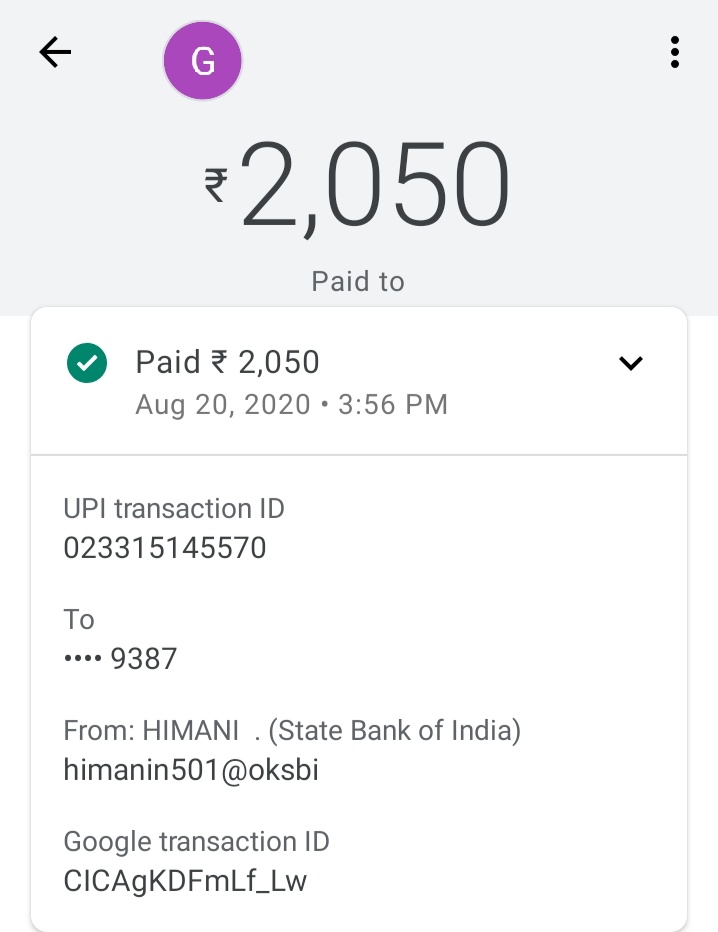 G
₹2,050
Paid to
Paid ₹ 2,050
Aug 20, 2020 • 3:56 PM
UPI transaction ID
023315145570
To
•••• 9387
From: HIMANI . (State Bank of India)
himanin501@oksbi
Google transaction ID
CICAgKDFmLf_Lw